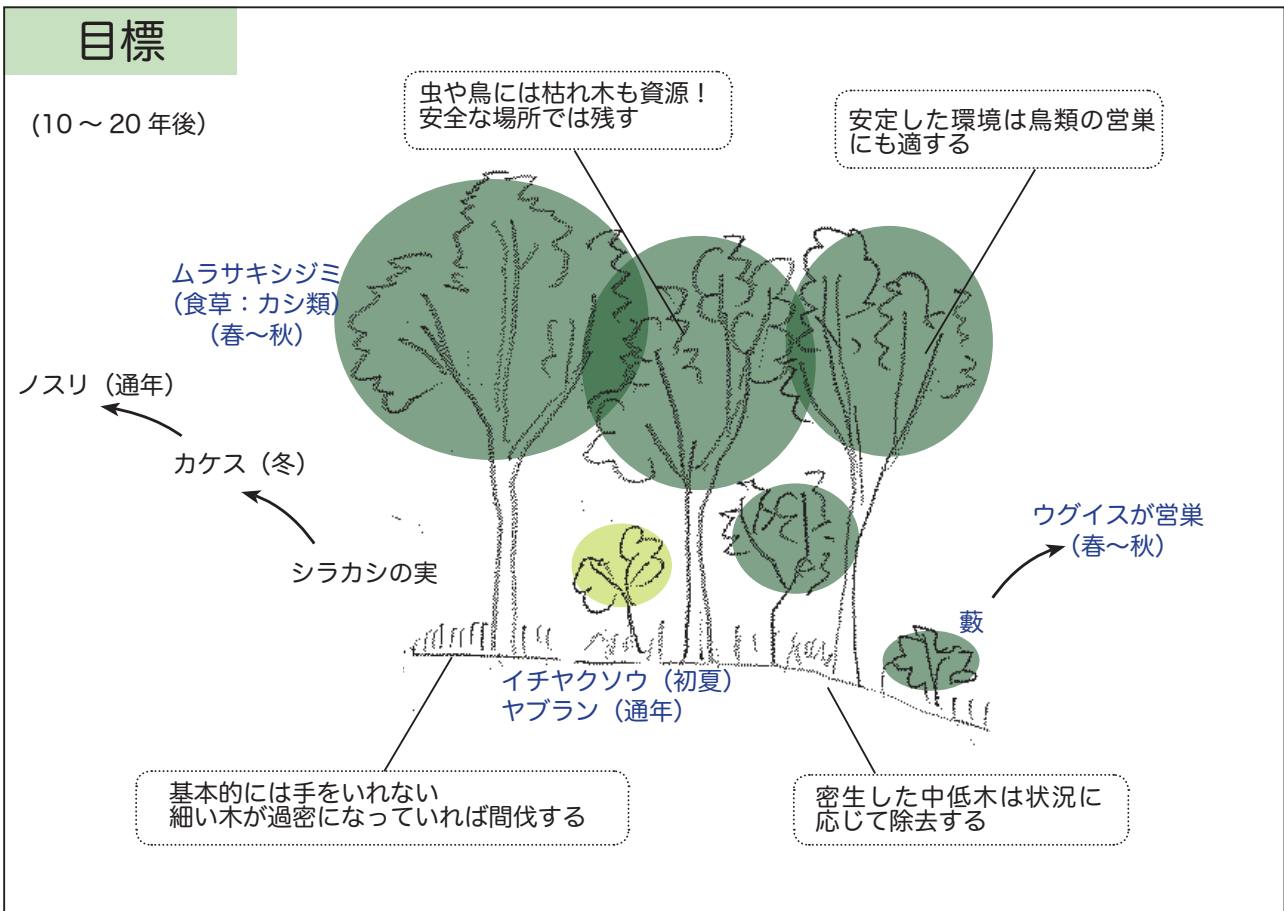 目標
(10 ～ 20 年後）
虫や鳥には枯れ木も資源！
安全な場所では残す
安定した環境は鳥類の営巣
にも適する
ムラサキシジミ
（食草：カシ類）
（春～秋）
ノスリ（通年）
カケス（冬）
シラカシの実
ウグイスが営巣
（春～秋）
藪
イチヤクソウ（初夏）
ヤブラン（通年）
基本的には手をいれない
細い木が過密になっていれば間伐する
密生した中低木は状況に
応じて除去する